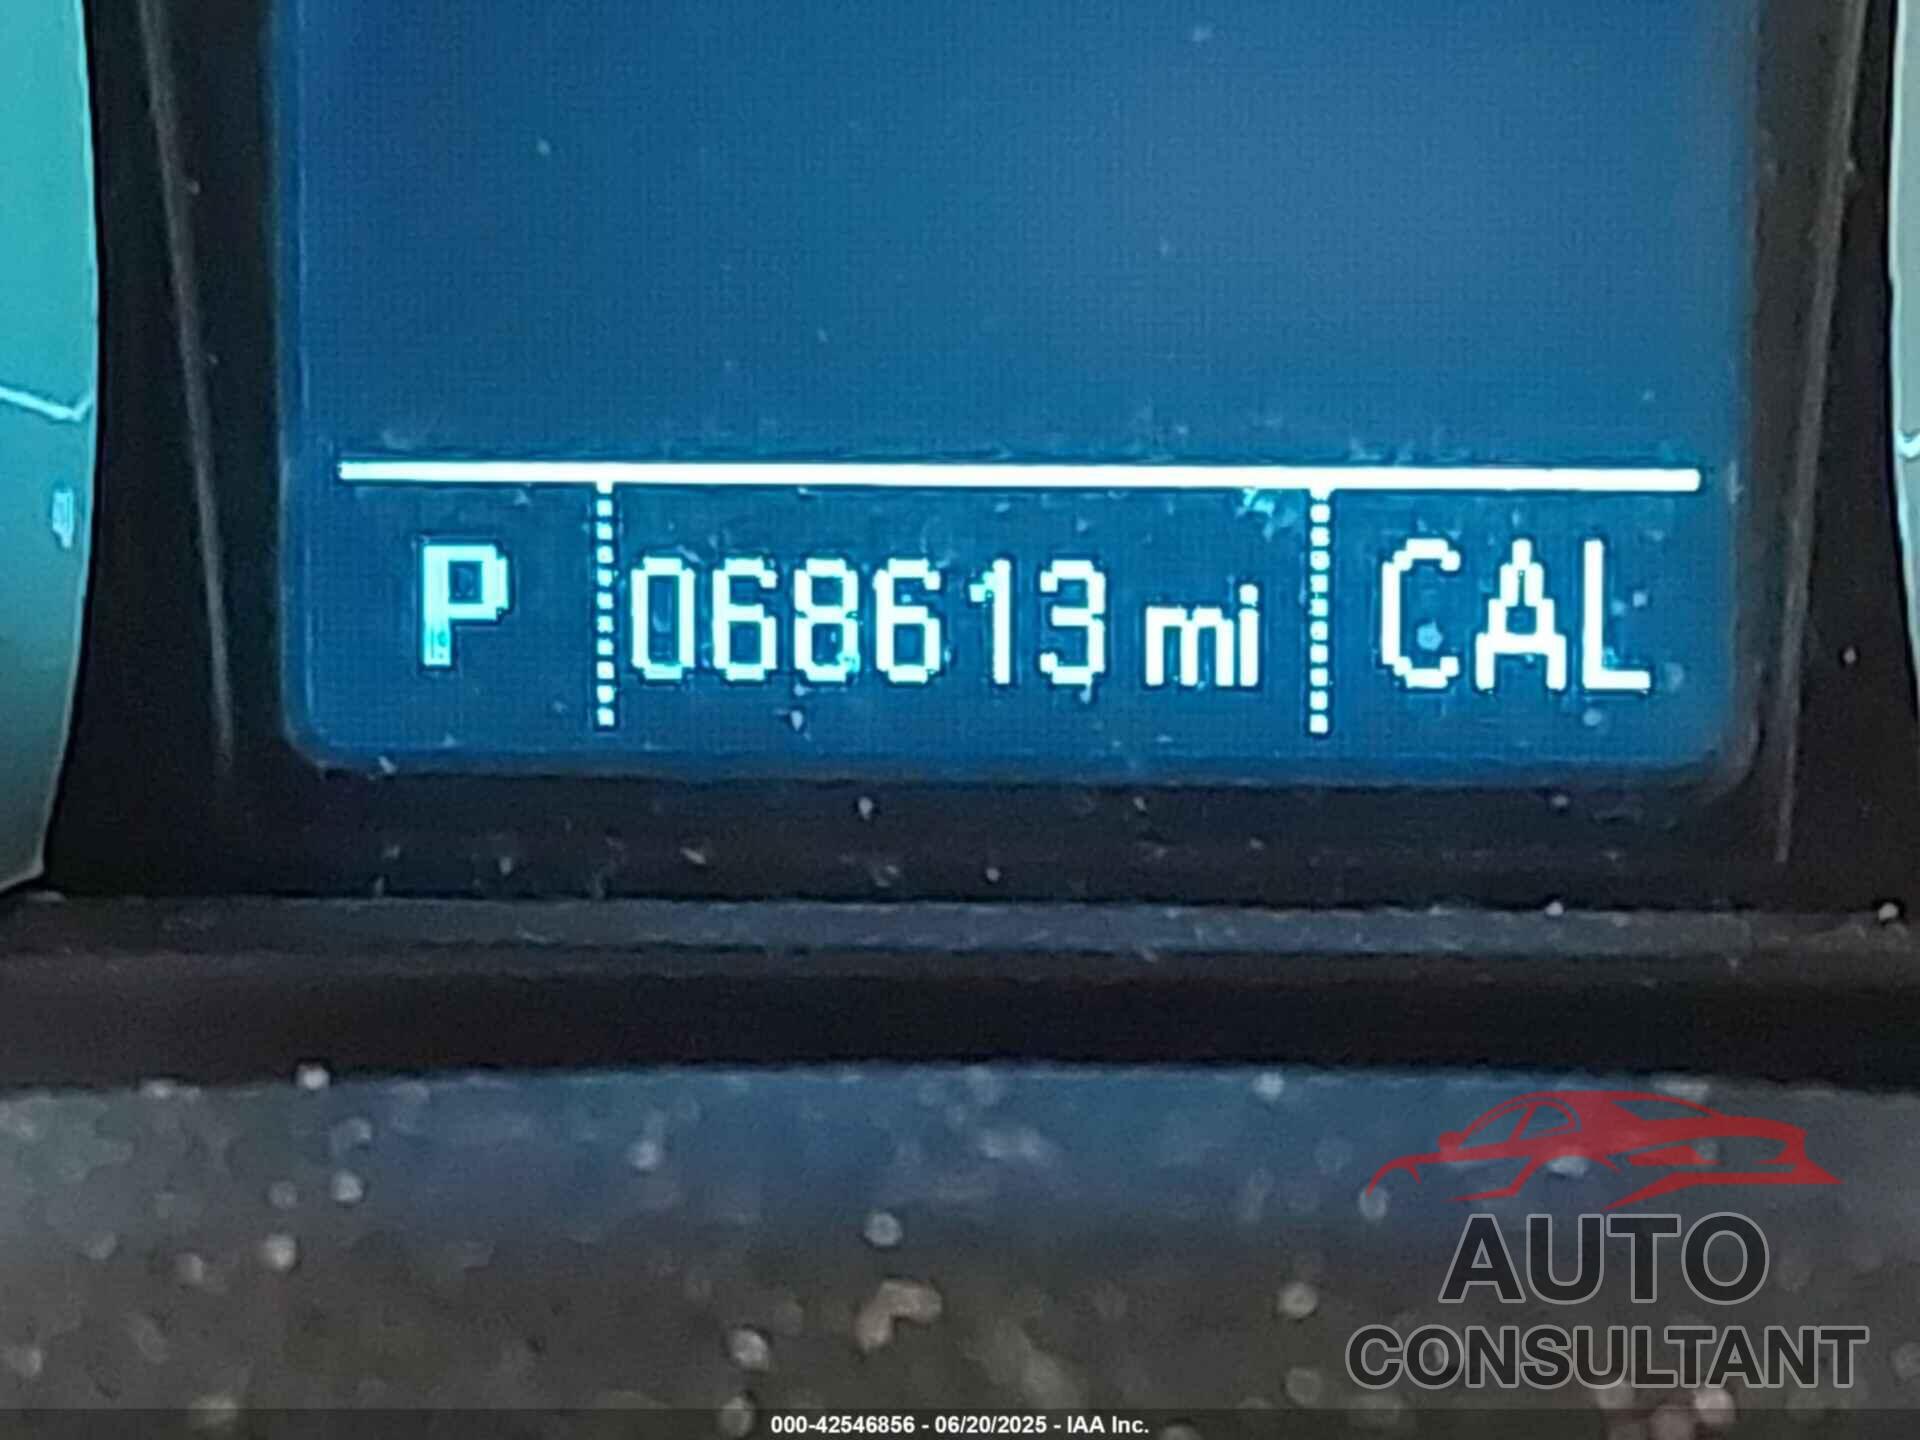 P 068613 mi CAL
AUTO
CONSULTANT
000-42546856 - 06/20/2025 - IAA Inc.